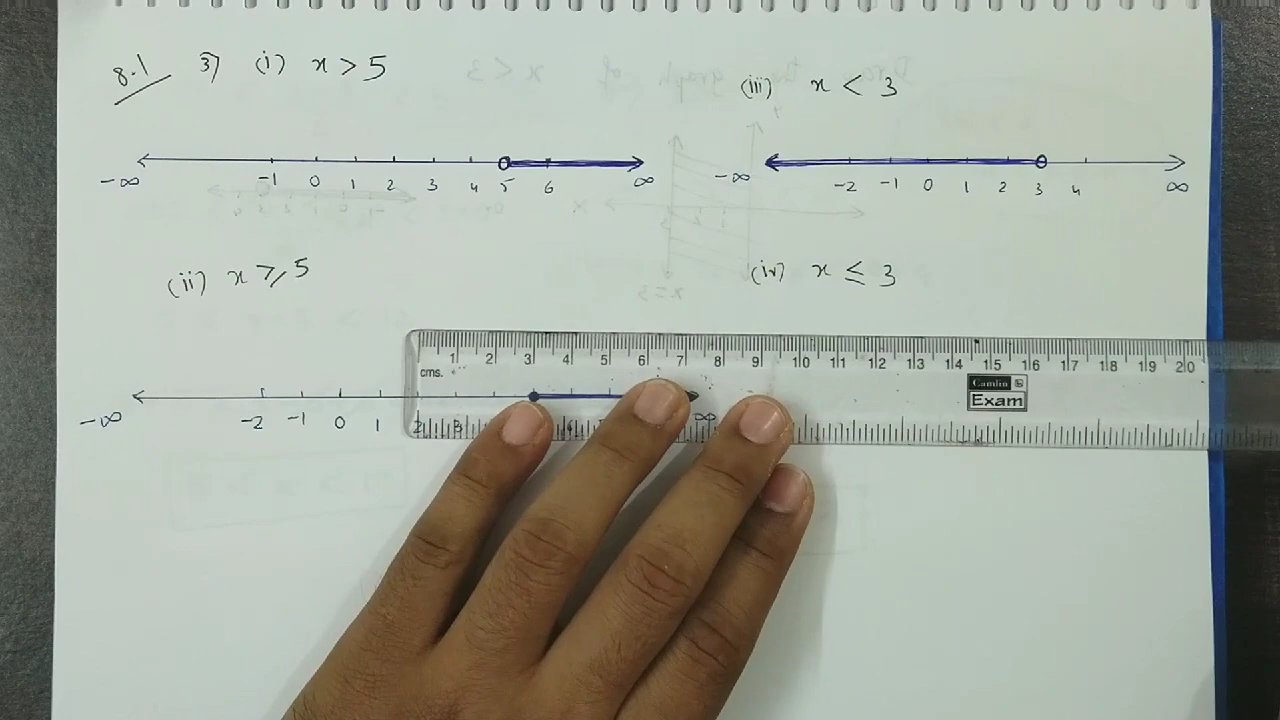 8.1 3) (i) x > 5
-∞ -1 0 1 2 3 4 5 6 ∞
(iii) x < 3
-∞ -2 -1 0 1 2 3 4 ∞
(ii) x ≥ 5
-∞ -2 -1 0 1 2 3 ∞
(iv) x ≤ 3
1 2 3 4 5 6 7 8 9 10 11 12 13 14 15 16 17 18 19 20
cms.
Camlin
Exam